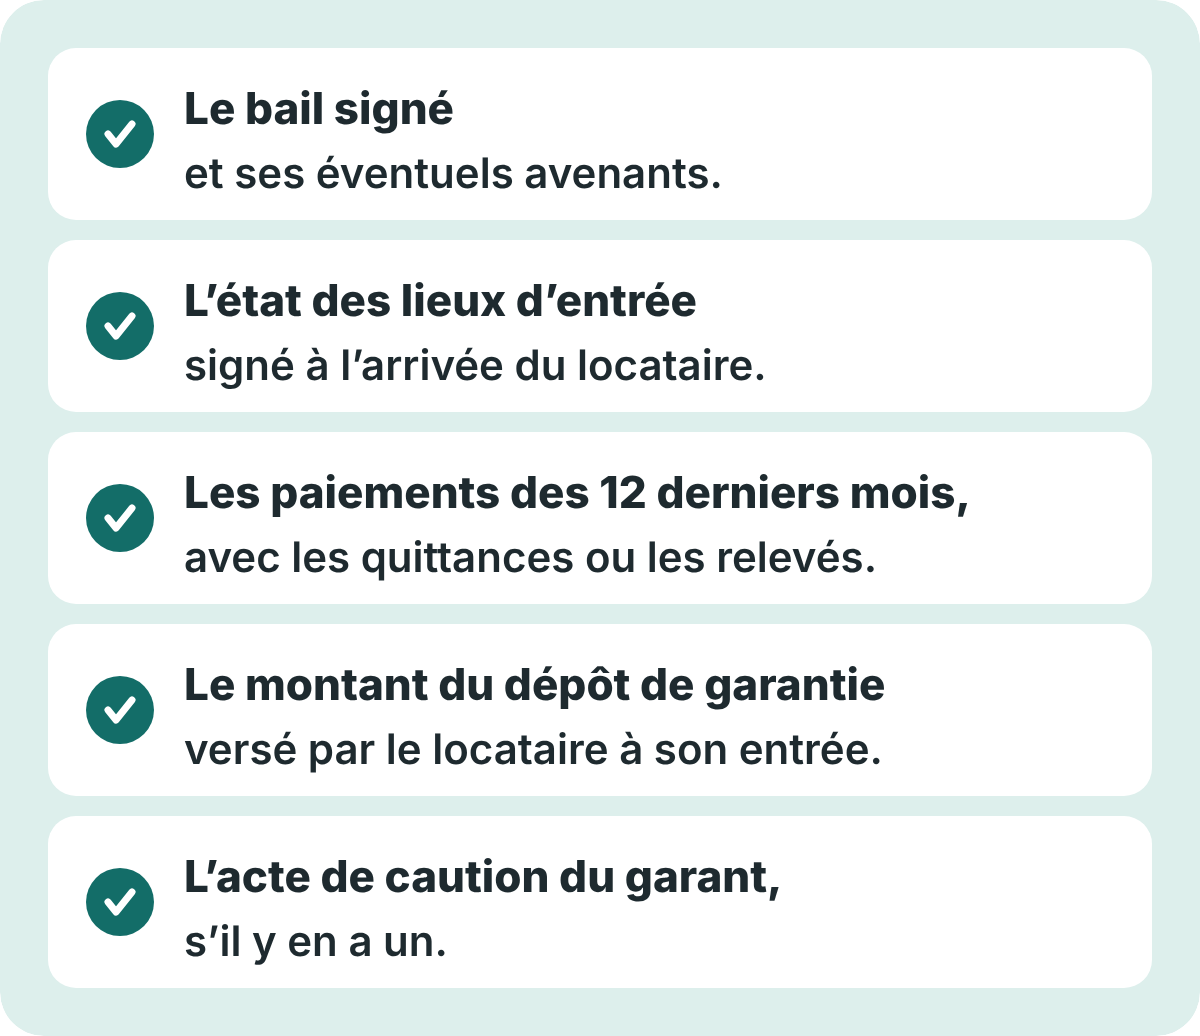 Le bail signé
et ses éventuels avenants.
L’état des lieux d’entrée
signé à l’arrivée du locataire.
Les paiements des 12 derniers mois,
avec les quittances ou les relevés.
Le montant du dépôt de garantie
versé par le locataire à son entrée.
L’acte de caution du garant,
s’il y en a un.